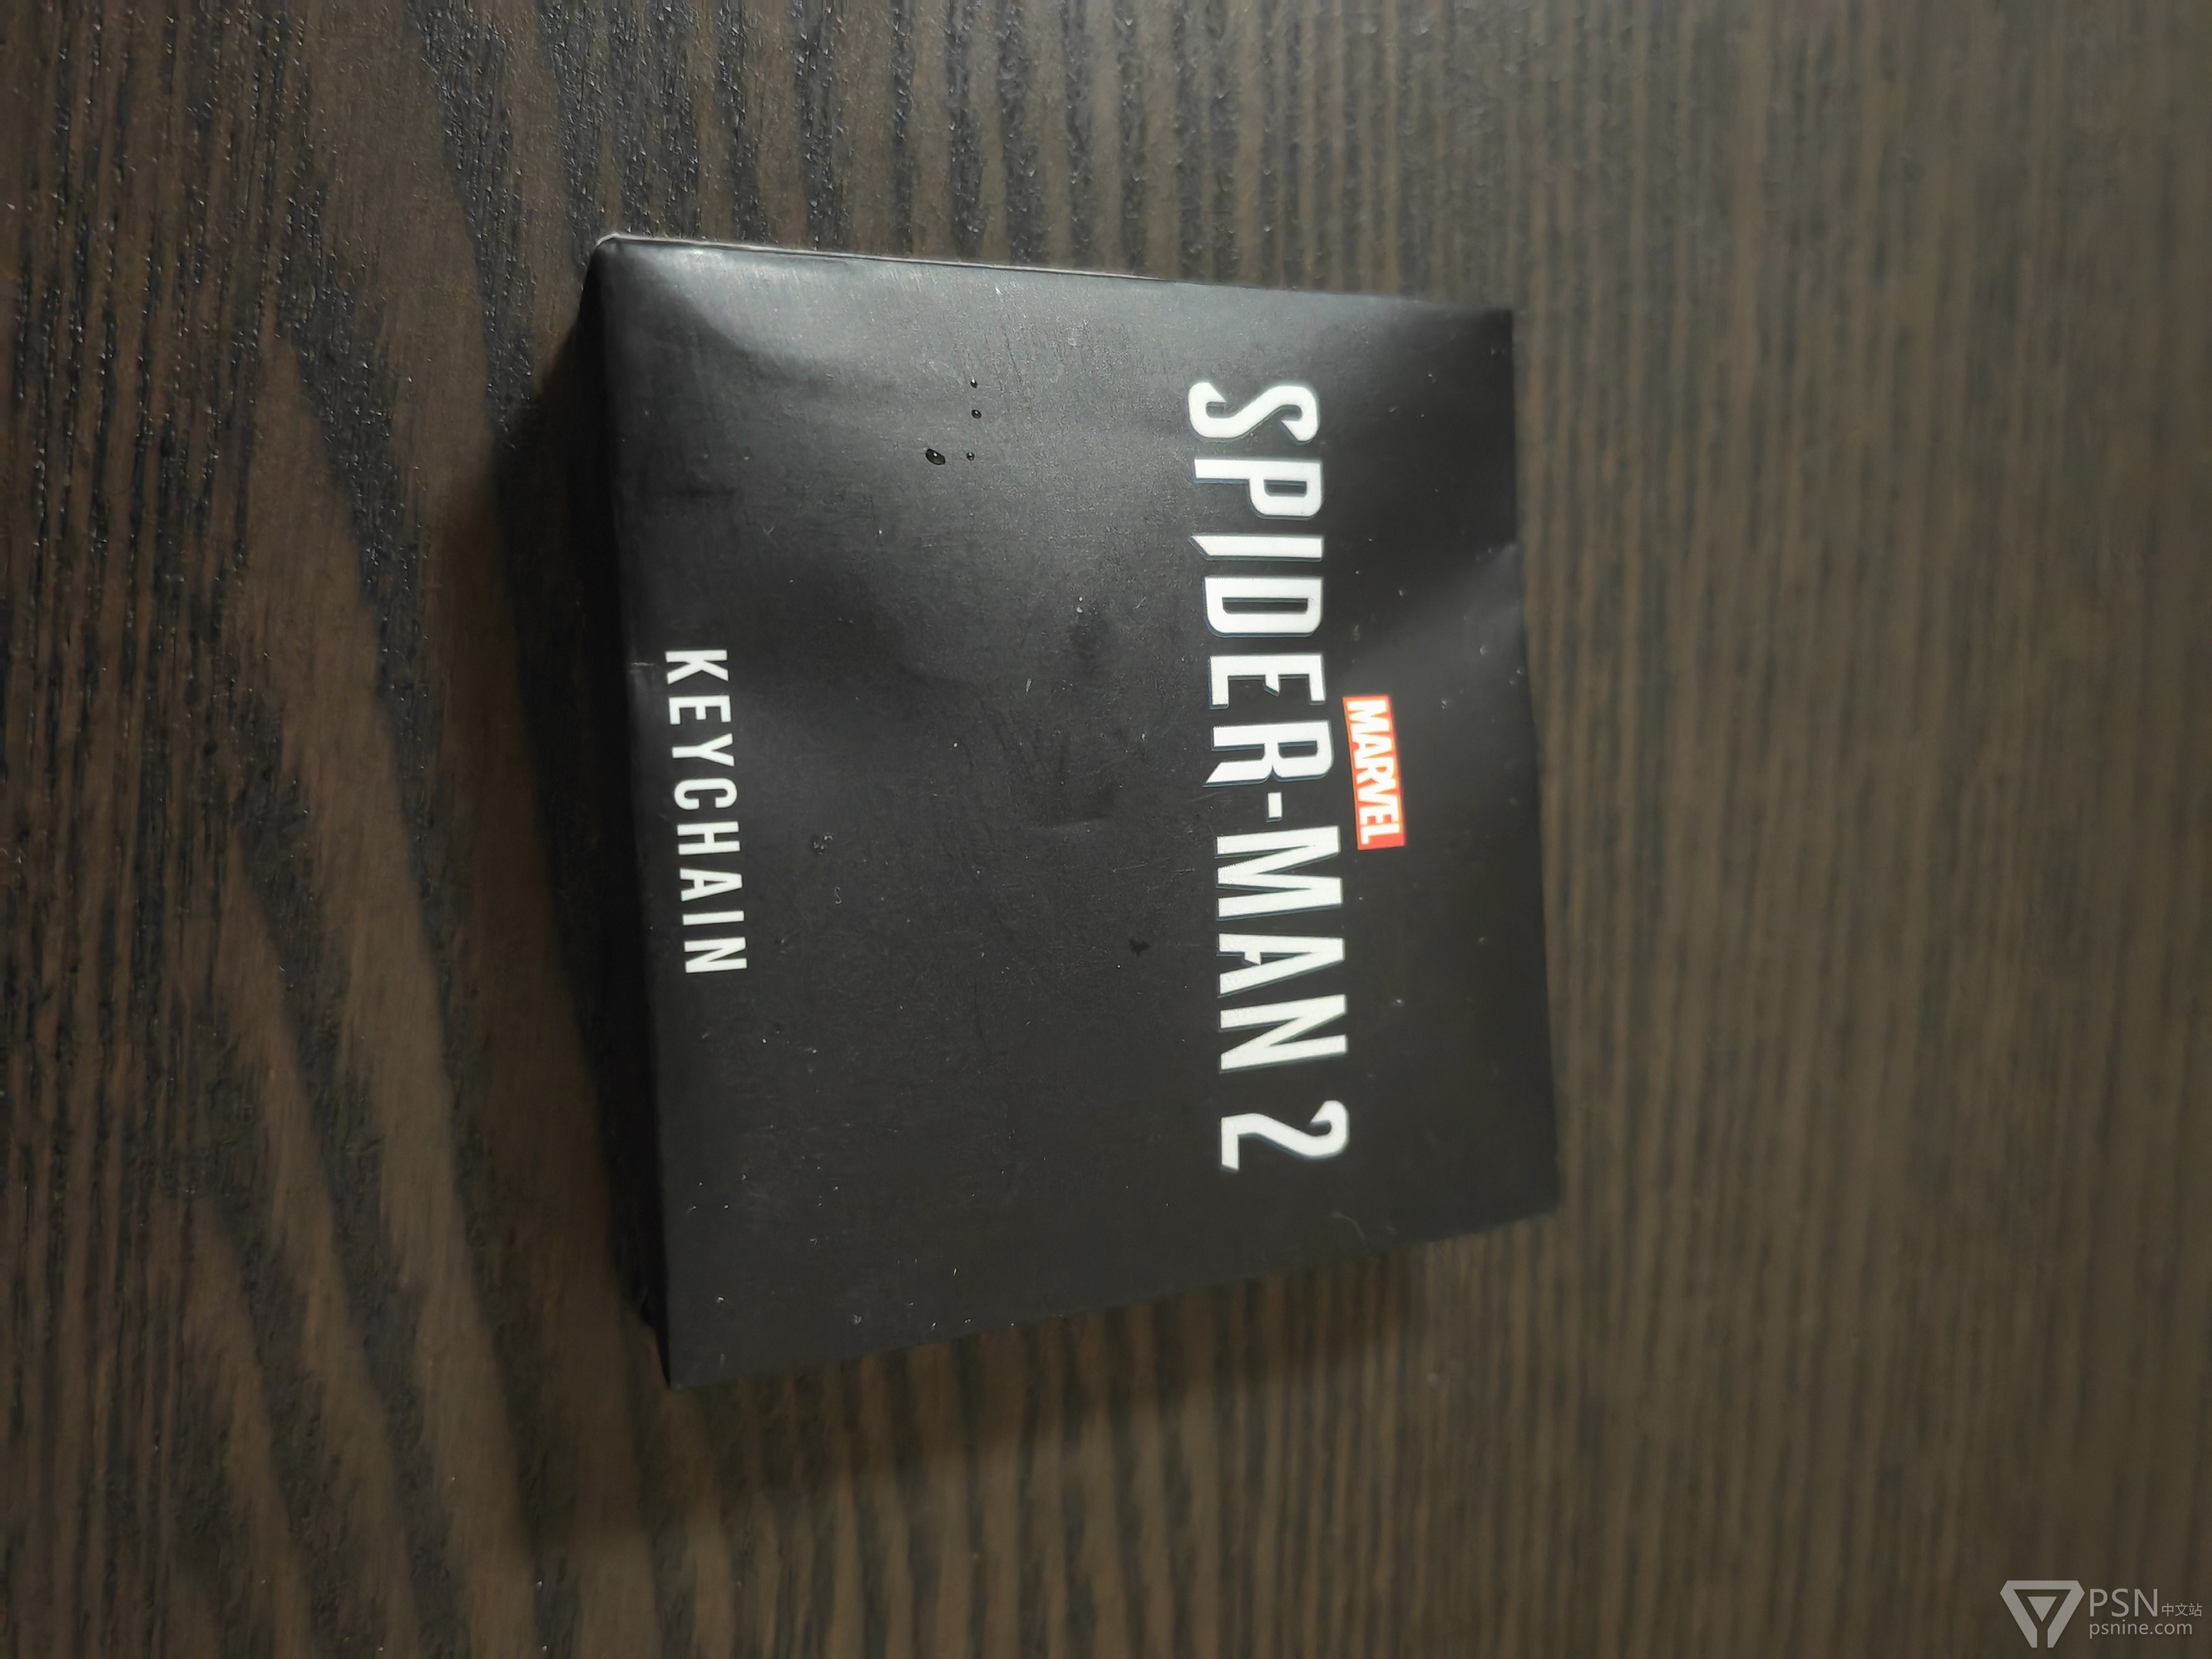 MARVEL
SPIDER-MAN 2
KEYCHAIN
PSN中文站
psnine.com